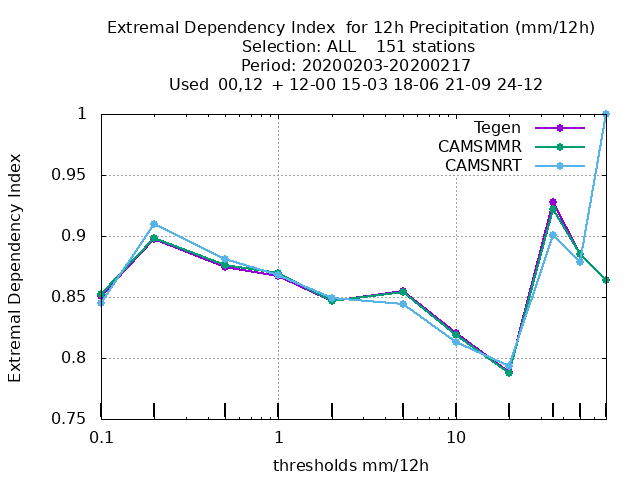 Extremal Dependency Index  for 12h Precipitation (mm/12h)
Selection: ALL    151 stations
Period: 20200203-20200217
Used  00,12  + 12-00 15-03 18-06 21-09 24-12
Tegen
CAMSMMR
CAMSNRT
1
0.95
0.9
0.85
0.8
0.75
Extremal Dependency Index
0.1
1
10
thresholds mm/12h